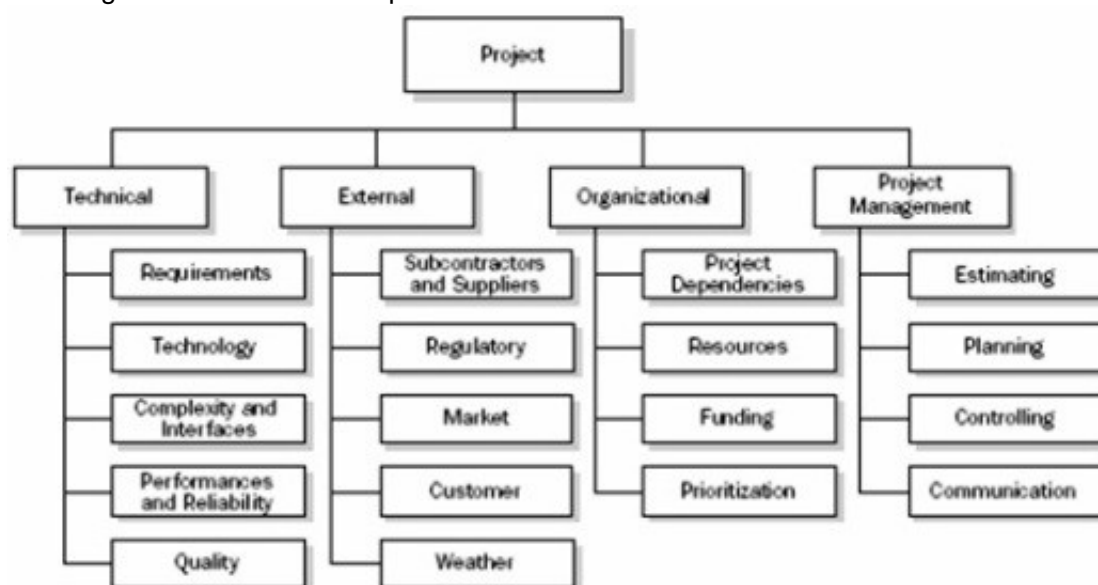 Project
Technical
External
Organizational
Project
Management
Requirements
Technology
Complexity and
Interfaces
Performances
and Reliability
Quality
Subcontractors
and Suppliers
Regulatory
Market
Customer
Weather
Project
Dependencies
Resources
Funding
Prioritization
Estimating
Planning
Controlling
Communication